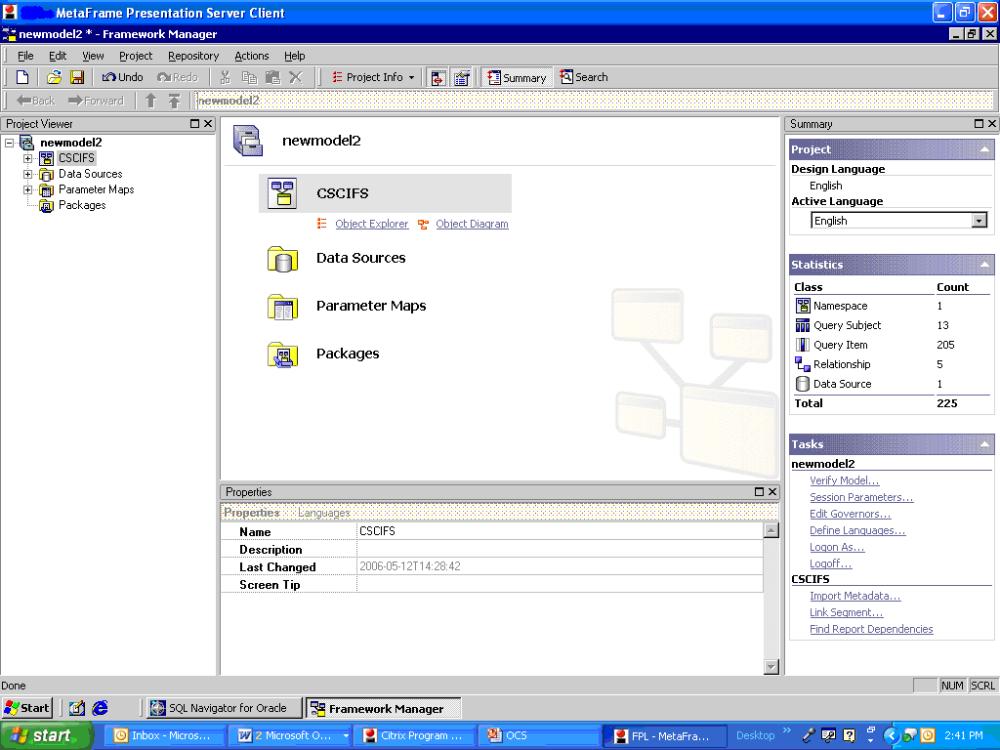 MetaFrame Presentation Server Client
newmodel2 * - Framework Manager
File Edit View Project Repository Actions Help
Undo Redo Project Info Summary Search
Back Forward newmodel2
Project Viewer
newmodel2
CSCIFS
Data Sources
Parameter Maps
Packages
newmodel2
CSCIFS
Object Explorer Object Diagram
Data Sources
Parameter Maps
Packages
Properties
Properties Languages
Name CSCIFS
Description
Last Changed 2006-05-12T14:28:42
Screen Tip
Summary
Project
Design Language
English
Active Language
English
Statistics
Class Count
Namespace 1
Query Subject 13
Query Item 205
Relationship 5
Data Source 1
Total 225
Tasks
newmodel2
Verify Model...
Session Parameters...
Edit Governors...
Define Languages...
Logon As...
Logoff...
CSCIFS
Import Metadata...
Link Segment...
Find Report Dependencies
Done NUM SCRL
Start SQL Navigator for Oracle Framework Manager
start Inbox - Micros... 2 Microsoft O... Citrix Program ... OCS FPL - MetaFra... Desktop » 2:41 PM